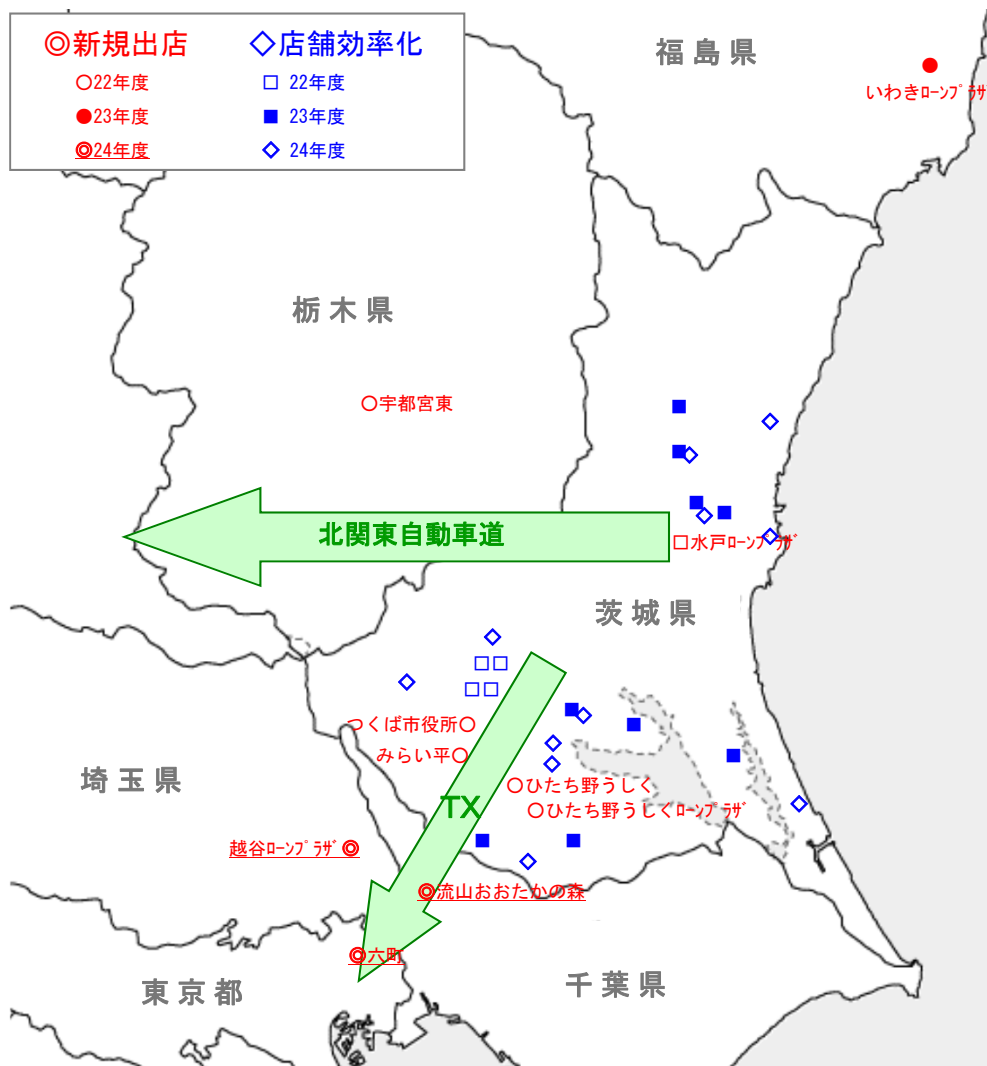 ◎新規出店 ◇店舗効率化
○22年度 □ 22年度
●23年度 ■ 23年度
◎24年度 ◇ 24年度
福島県
いわきローンプラザ
栃木県
○宇都宮東
北関東自動車道
□水戸ローンプラザ
茨城県
つくば市役所○
みらい平○
埼玉県
○ひたち野うしく
TX
○ひたち野うしくローンプラザ
越谷ローンプラザ◎
◎流山おおたかの森
◎六町
東京都
千葉県